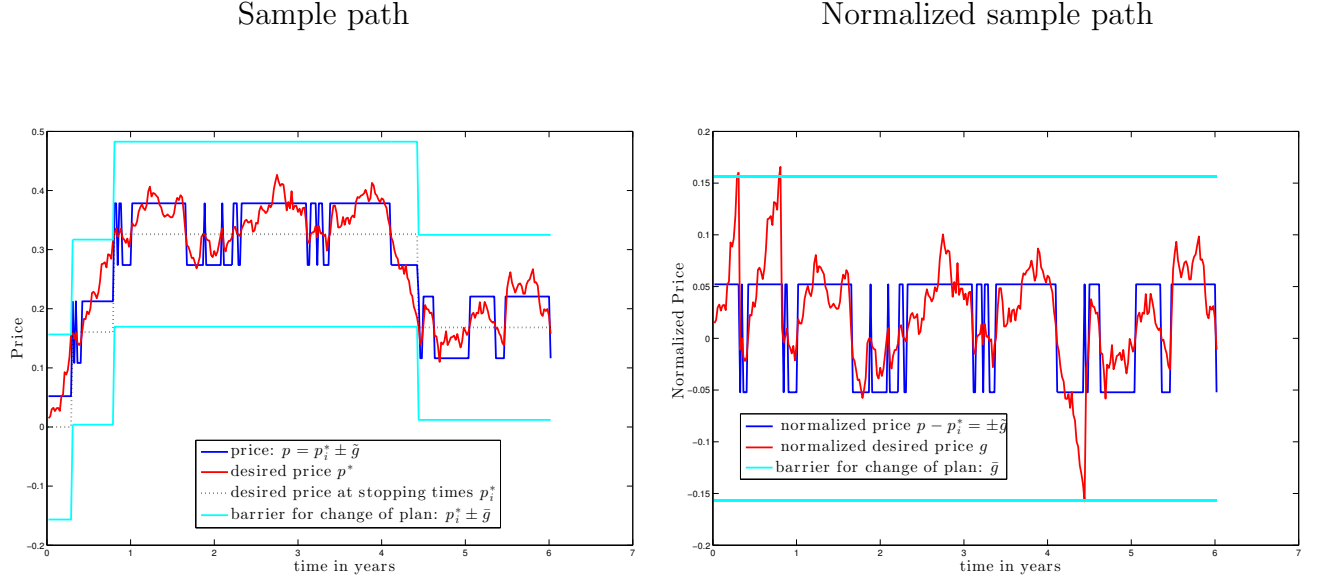 Sample path
Normalized sample path
0.5
0.4
0.3
0.2
0.1
0
−0.1
−0.2
Price
0 1 2 3 4 5 6 7
time in years
price: p = p*_i ± g̃
desired price p*
desired price at stopping times p*_i
barrier for change of plan: p*_i ± ḡ
0.2
0.15
0.1
0.05
0
−0.05
−0.1
−0.15
−0.2
Normalized Price
0 1 2 3 4 5 6 7
time in years
normalized price p − p*_i = ±g̃
normalized desired price g
barrier for change of plan: ḡ